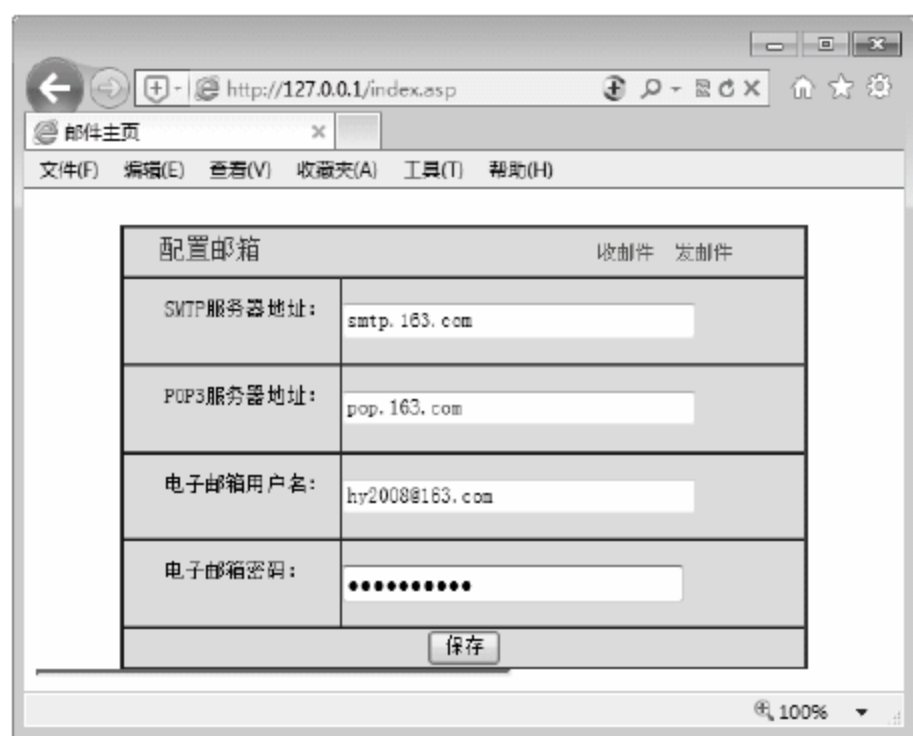 http://127.0.0.1/index.asp
邮件主页
文件(F) 编辑(E) 查看(V) 收藏夹(A) 工具(T) 帮助(H)
配置邮箱 收邮件 发邮件
SMTP服务器地址： smtp.163.com
POP3服务器地址： pop.163.com
电子邮箱用户名： hy2008@163.com
电子邮箱密码： ●●●●●●●●●●
保存
100%